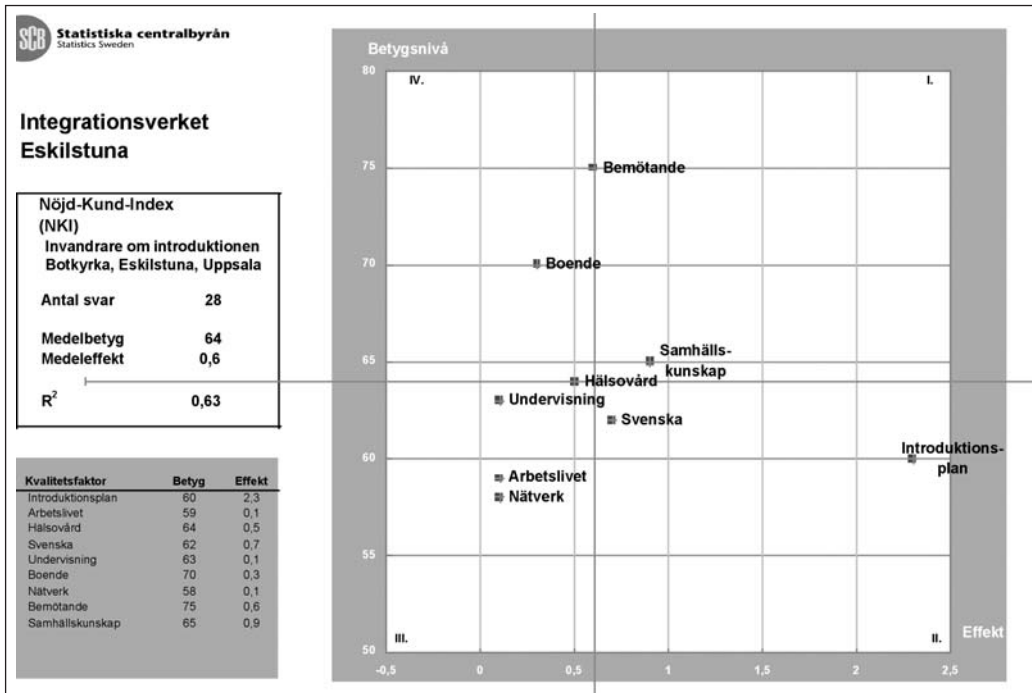 SCB
Statistiska centralbyrån
Statistics Sweden
Integrationsverket
Eskilstuna
Nöjd-Kund-Index
(NKI)
Invandrare om introduktionen
Botkyrka, Eskilstuna, Uppsala
Antal svar 28
Medelbetyg 64
Medeleffekt 0,6
R² 0,63
Kvalitetsfaktor Betyg Effekt
Introduktionsplan 60 2,3
Arbetslivet 59 0,1
Hälsovård 64 0,5
Svenska 62 0,7
Undervisning 63 0,1
Boende 70 0,3
Nätverk 58 0,1
Bemötande 75 0,6
Samhällskunskap 65 0,9
Betygsnivå
80
IV. I.
75
Bemötande
70
Boende
65
Samhälls-
kunskap
Hälsovård
Undervisning
Svenska
60
Introduktions-
plan
Arbetslivet
Nätverk
55
III. II.
Effekt
50
-0,5 0 0,5 1 1,5 2 2,5